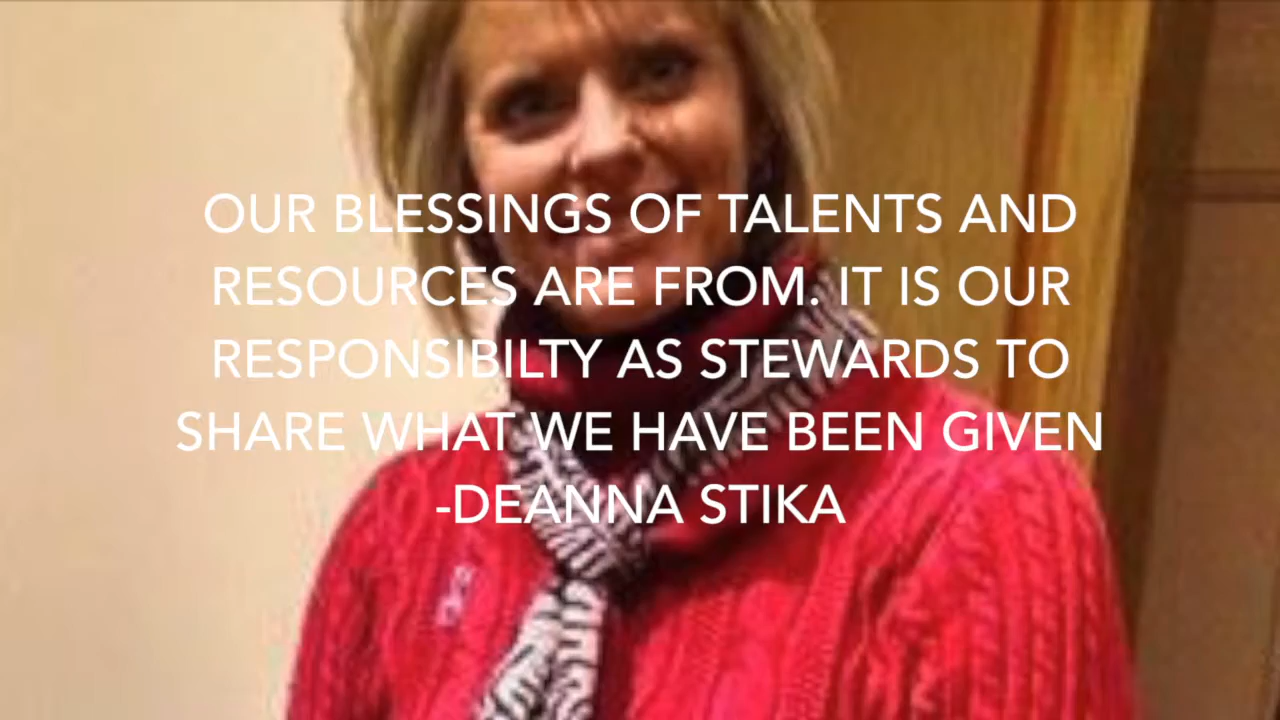 OUR BLESSINGS OF TALENTS AND
RESOURCES ARE FROM. IT IS OUR
RESPONSIBILTY AS STEWARDS TO
SHARE WHAT WE HAVE BEEN GIVEN
-DEANNA STIKA